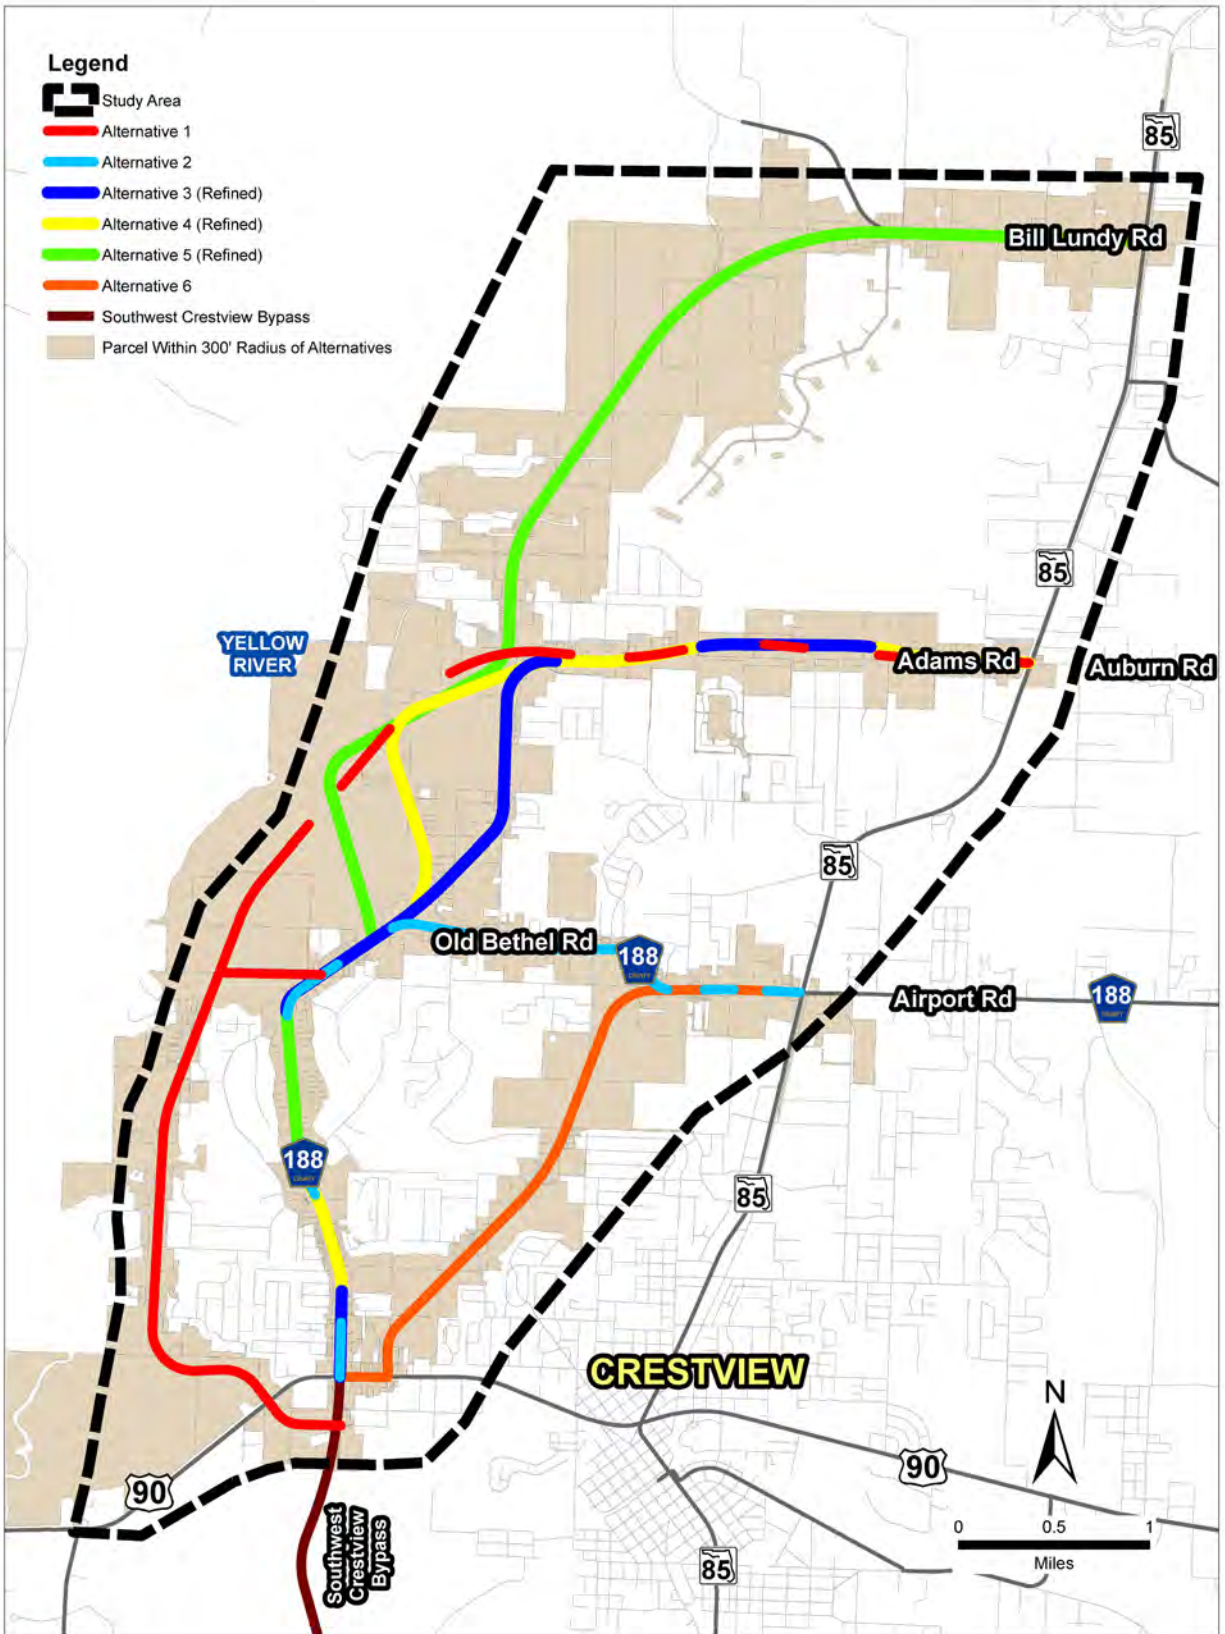 Legend
Study Area
Alternative 1
Alternative 2
Alternative 3 (Refined)
Alternative 4 (Refined)
Alternative 5 (Refined)
Alternative 6
Southwest Crestview Bypass
Parcel Within 300' Radius of Alternatives
85
Bill Lundy Rd
85
YELLOW
RIVER
Adams Rd
Auburn Rd
85
Old Bethel Rd
188
COUNTY
Airport Rd
188
COUNTY
188
COUNTY
85
CRESTVIEW
N
90
90
0 0.5 1
Miles
Southwest
Crestview
Bypass
85